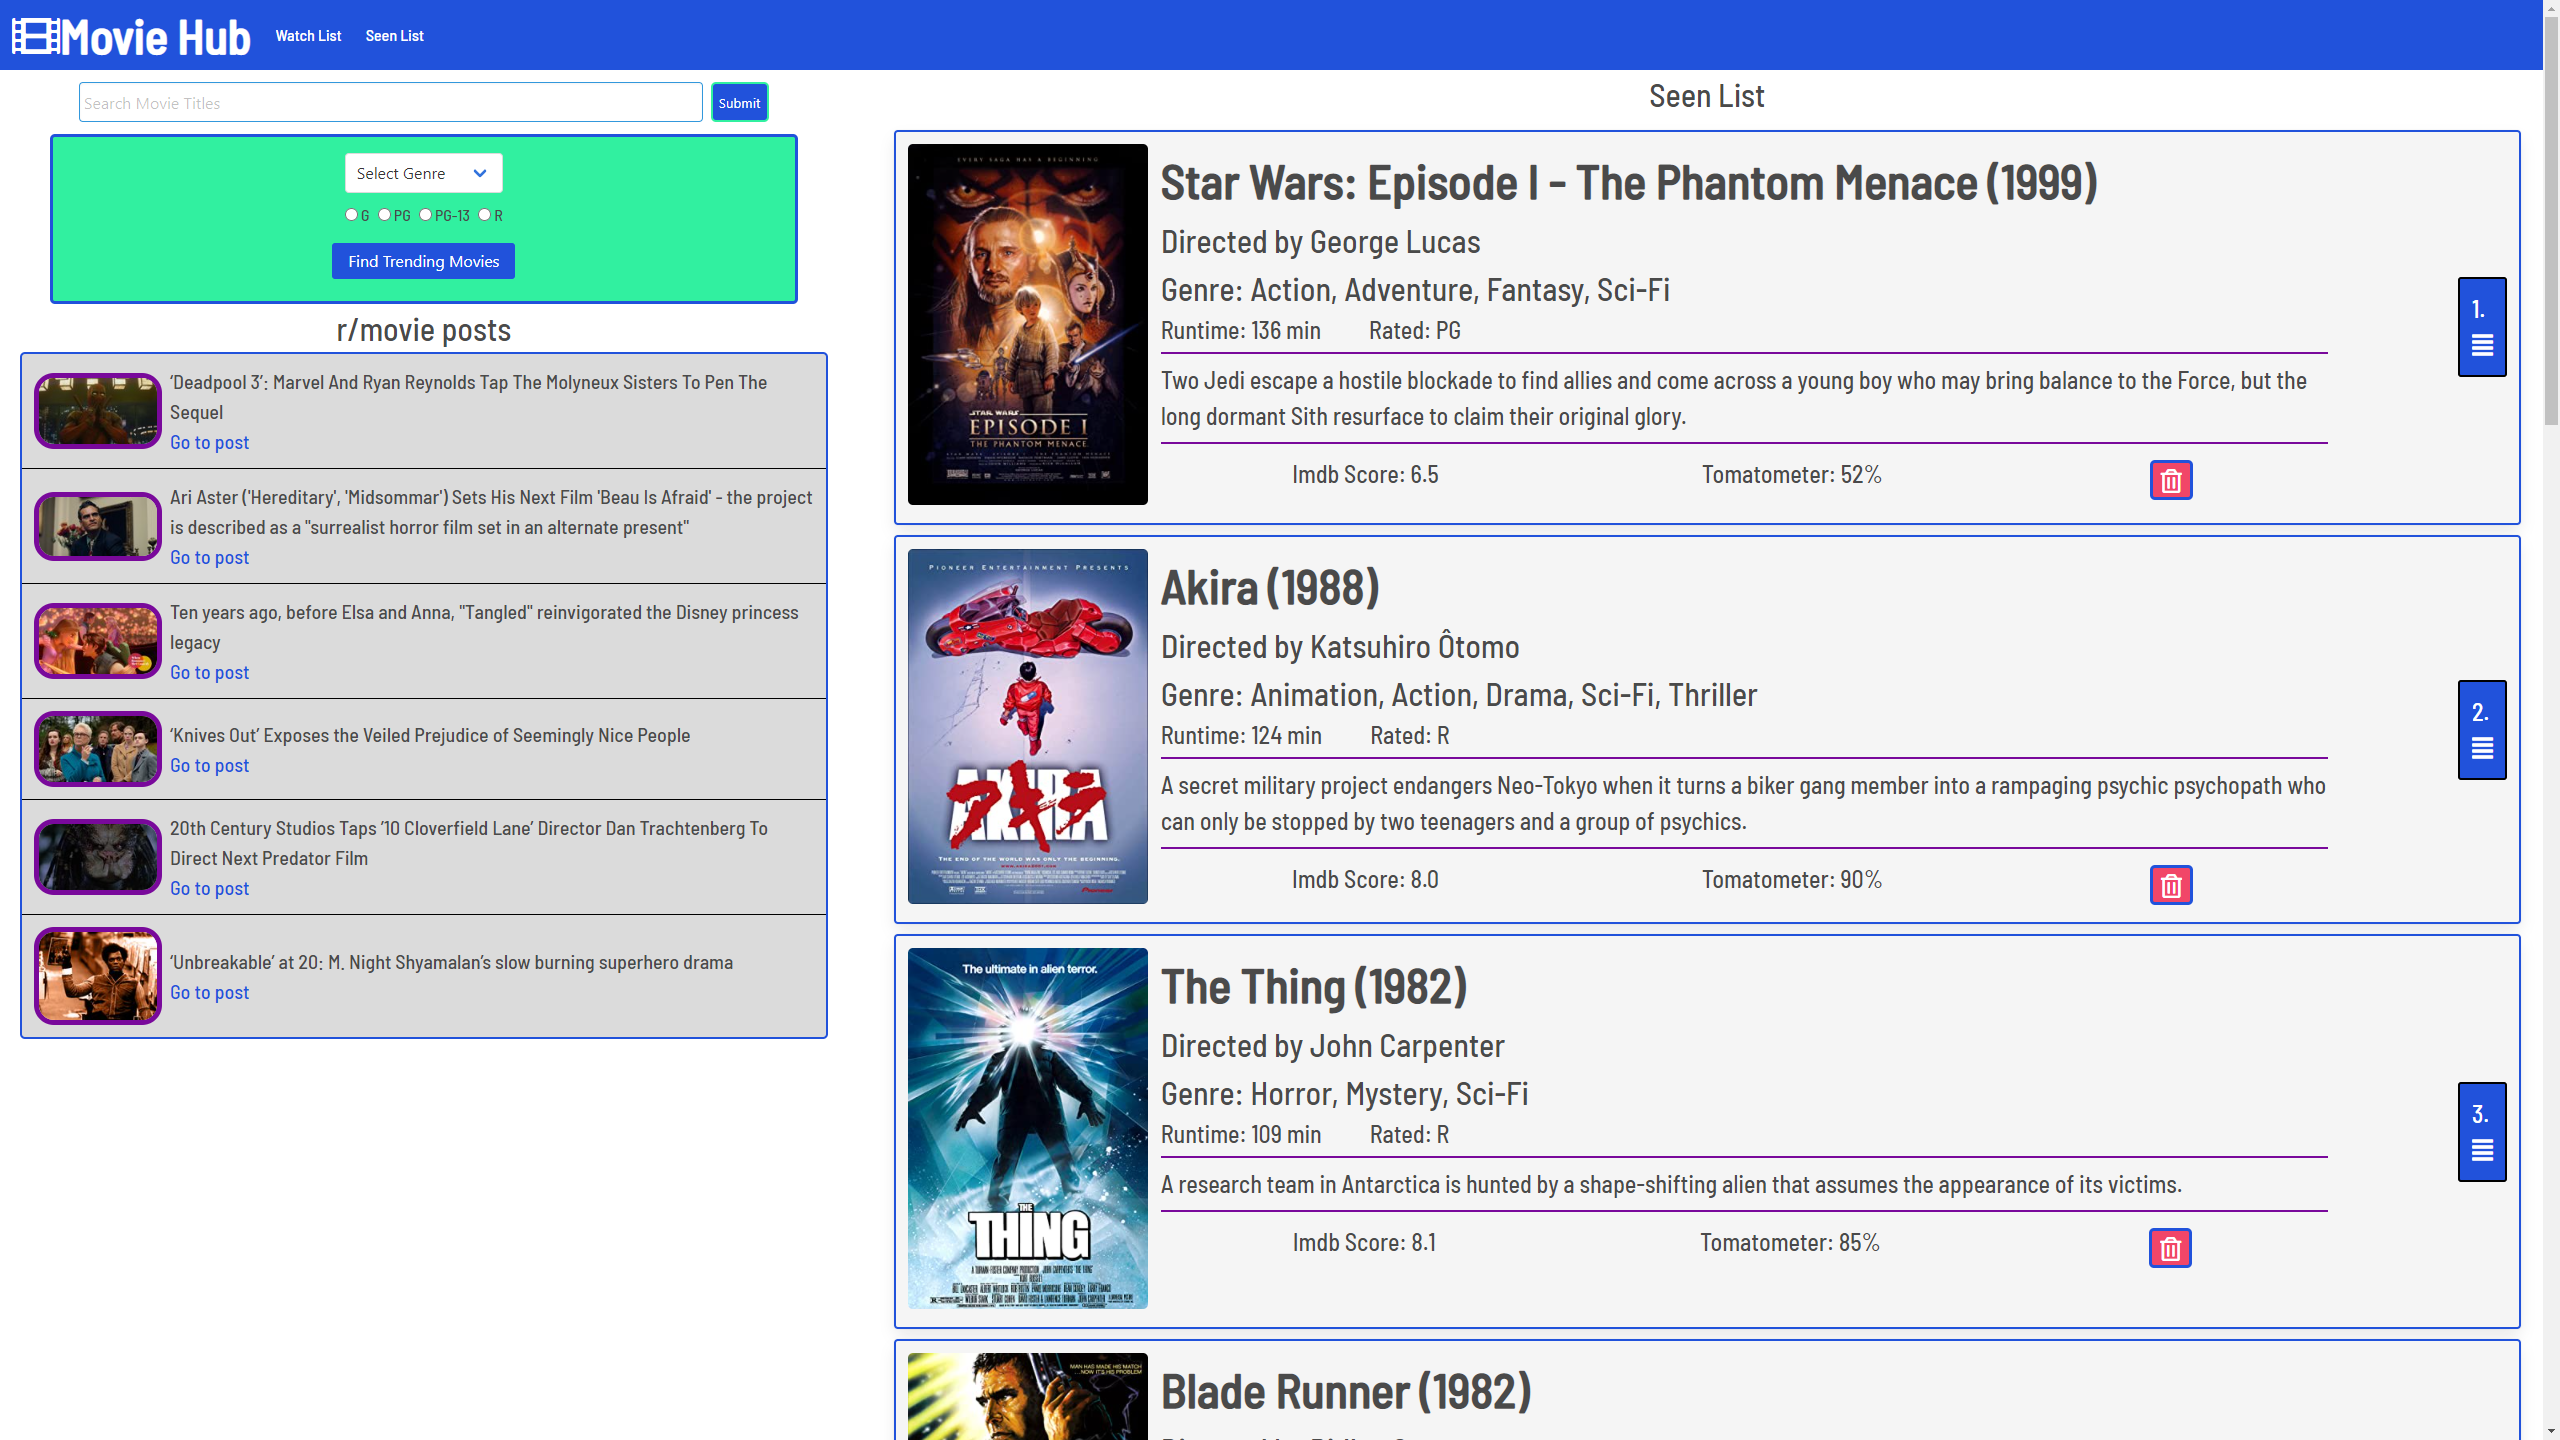 Movie Hub
Watch List
Seen List
Search Movie Titles
Submit
Select Genre
G PG PG-13 R
Find Trending Movies
r/movie posts
‘Deadpool 3’: Marvel And Ryan Reynolds Tap The Molyneux Sisters To Pen The
Sequel
Go to post
Ari Aster ('Hereditary', 'Midsommar') Sets His Next Film 'Beau Is Afraid' - the project
is described as a "surrealist horror film set in an alternate present"
Go to post
Ten years ago, before Elsa and Anna, "Tangled" reinvigorated the Disney princess
legacy
Go to post
‘Knives Out’ Exposes the Veiled Prejudice of Seemingly Nice People
Go to post
20th Century Studios Taps ’10 Cloverfield Lane’ Director Dan Trachtenberg To
Direct Next Predator Film
Go to post
‘Unbreakable’ at 20: M. Night Shyamalan’s slow burning superhero drama
Go to post
Seen List
EVERY SAGA HAS A BEGINNING
STAR WARS
EPISODE I
THE PHANTOM MENACE
Star Wars: Episode I - The Phantom Menace (1999)
Directed by George Lucas
Genre: Action, Adventure, Fantasy, Sci-Fi
Runtime: 136 min Rated: PG
Two Jedi escape a hostile blockade to find allies and come across a young boy who may bring balance to the Force, but the
long dormant Sith resurface to claim their original glory.
Imdb Score: 6.5 Tomatometer: 52%
1.
PIONEER ENTERTAINMENT PRESENTS
AKIRA
アキラ
THE END OF THE WORLD WAS ONLY THE BEGINNING.
Akira (1988)
Directed by Katsuhiro Ôtomo
Genre: Animation, Action, Drama, Sci-Fi, Thriller
Runtime: 124 min Rated: R
A secret military project endangers Neo-Tokyo when it turns a biker gang member into a rampaging psychic psychopath who
can only be stopped by two teenagers and a group of psychics.
Imdb Score: 8.0 Tomatometer: 90%
2.
The ultimate in alien terror.
THE
THING
The Thing (1982)
Directed by John Carpenter
Genre: Horror, Mystery, Sci-Fi
Runtime: 109 min Rated: R
A research team in Antarctica is hunted by a shape-shifting alien that assumes the appearance of its victims.
Imdb Score: 8.1 Tomatometer: 85%
3.
MAN HAS MADE HIS MATCH
...NOW IT'S HIS PROBLEM
Blade Runner (1982)